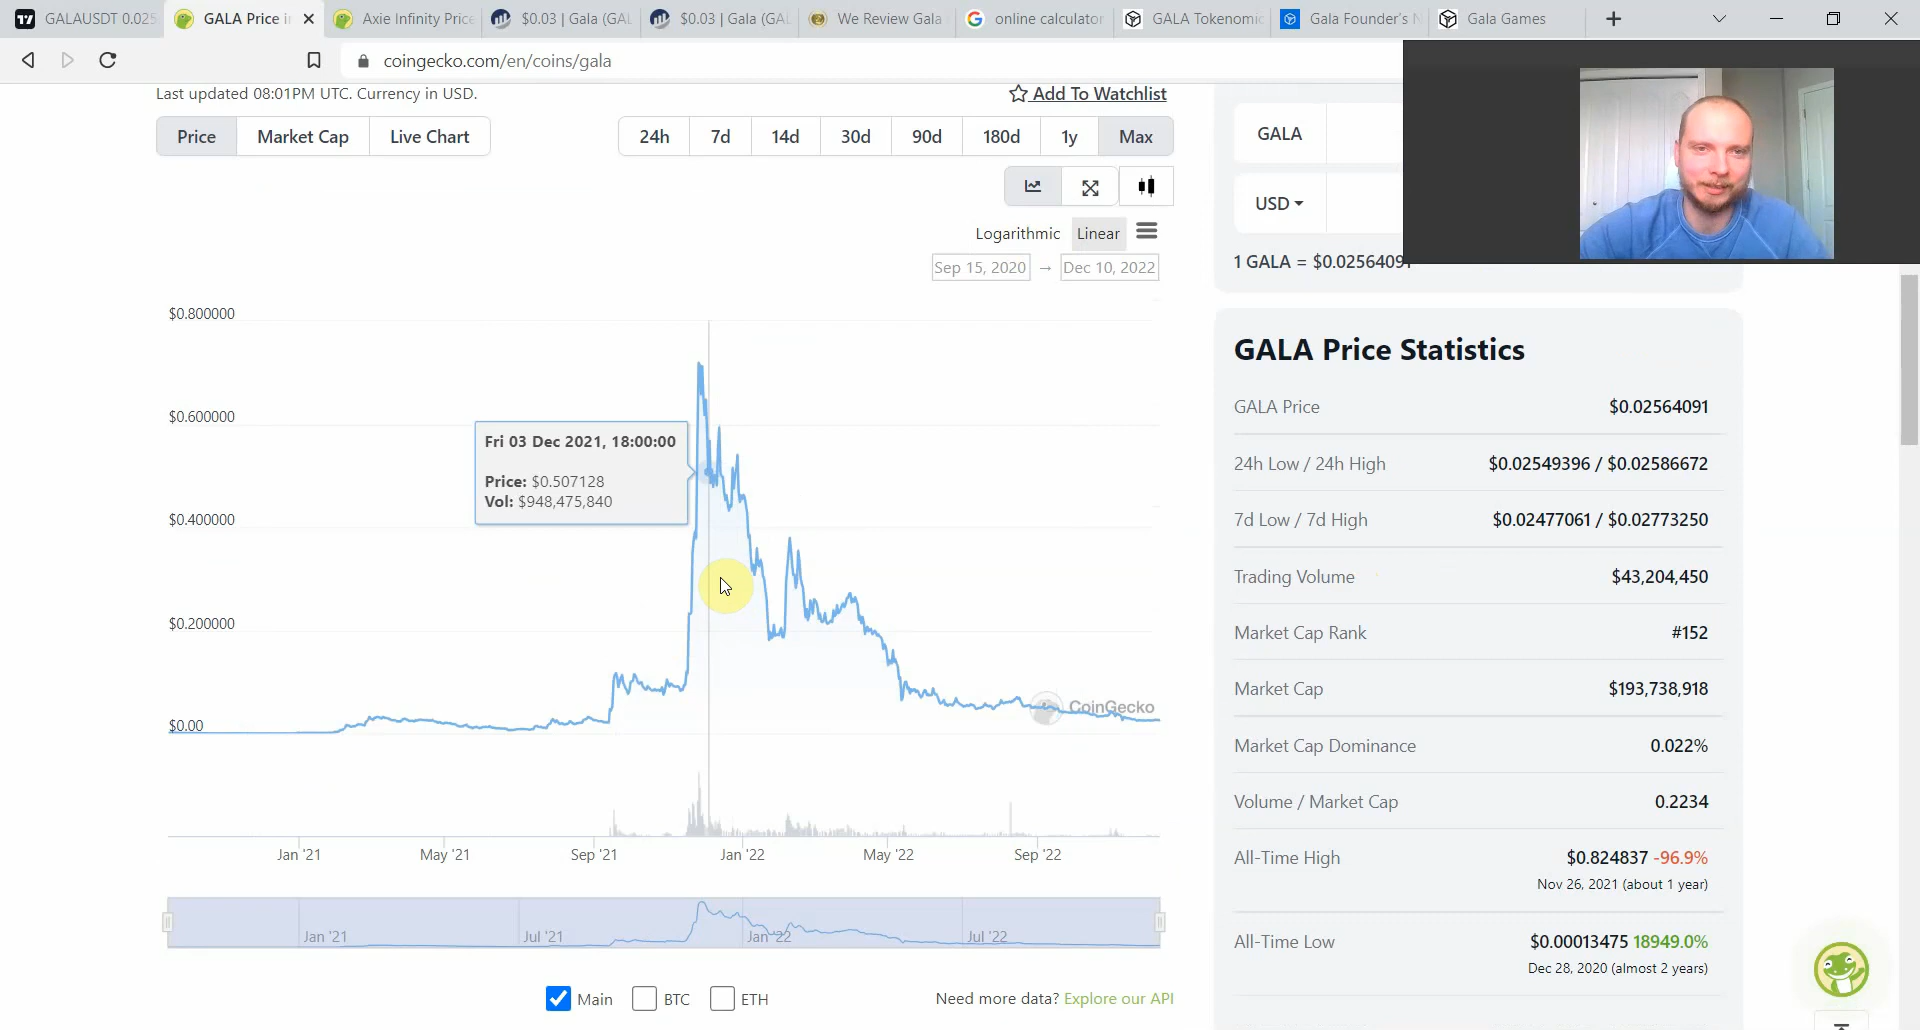 GALAUSDT 0.025
GALA Price i
Axie Infinity Price
$0.03 | Gala (GAL
$0.03 | Gala (GAL
We Review Gala
online calculator
GALA Tokenomic
Gala Founder's N
Gala Games
coingecko.com/en/coins/gala
Last updated 08:01PM UTC. Currency in USD.
Add To Watchlist
Price
Market Cap
Live Chart
24h
7d
14d
30d
90d
180d
1y
Max
Logarithmic
Linear
Sep 15, 2020 → Dec 10, 2022
$0.800000
$0.600000
$0.400000
$0.200000
$0.00
Fri 03 Dec 2021, 18:00:00
Price: $0.507128
Vol: $948,475,840
CoinGecko
Jan '21
May '21
Sep '21
Jan '22
May '22
Sep '22
Jan '21
Jul '21
Jan '22
Jul '22
Main
BTC
ETH
Need more data? Explore our API
GALA
USD
1 GALA = $0.02564091
GALA Price Statistics
GALA Price $0.02564091
24h Low / 24h High $0.02549396 / $0.02586672
7d Low / 7d High $0.02477061 / $0.02773250
Trading Volume $43,204,450
Market Cap Rank #152
Market Cap $193,738,918
Market Cap Dominance 0.022%
Volume / Market Cap 0.2234
All-Time High $0.824837 -96.9%
Nov 26, 2021 (about 1 year)
All-Time Low $0.00013475 18949.0%
Dec 28, 2020 (almost 2 years)